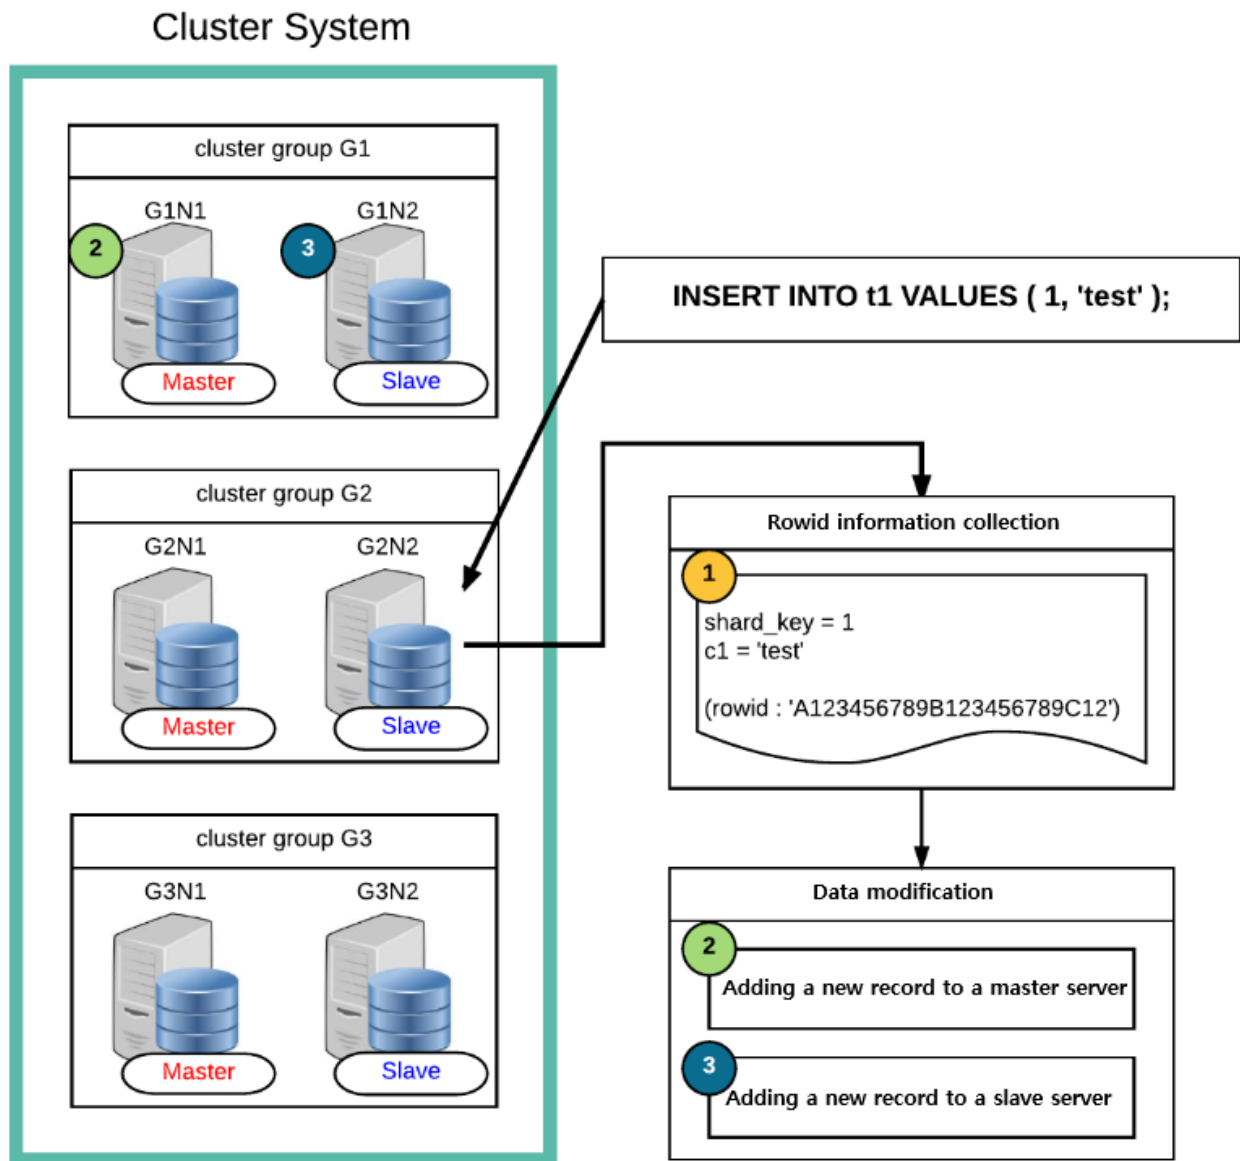 Cluster System
cluster group G1
G1N1
G1N2
2
3
Master
Slave
INSERT INTO t1 VALUES ( 1, 'test' );
cluster group G2
G2N1
G2N2
Master
Slave
Rowid information collection
1
shard_key = 1
c1 = 'test'
(rowid : 'A123456789B123456789C12')
cluster group G3
G3N1
G3N2
Master
Slave
Data modification
2
Adding a new record to a master server
3
Adding a new record to a slave server